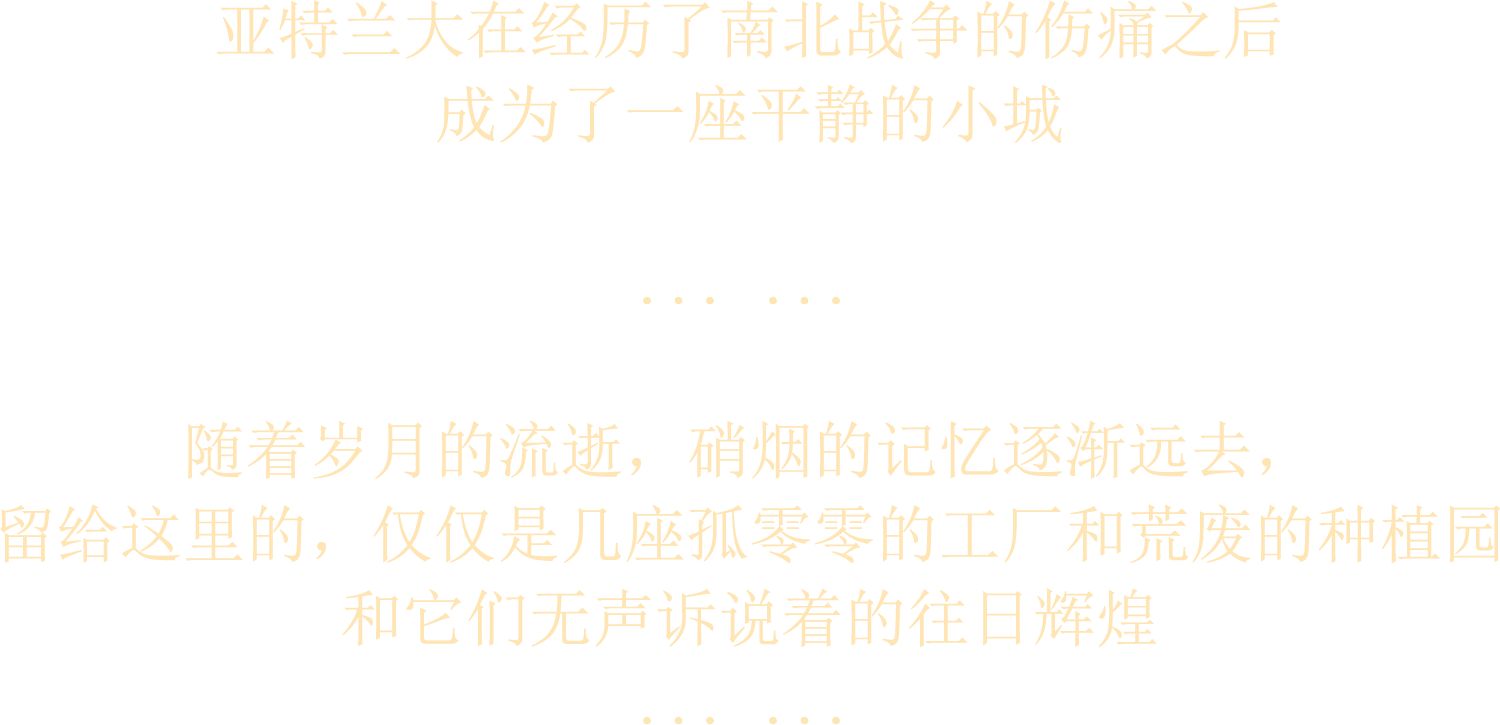 亚特兰大在经历了南北战争的伤痛之后
成为了一座平静的小城
... ...
随着岁月的流逝，硝烟的记忆逐渐远去，
留给这里的，仅仅是几座孤零零的工厂和荒废的种植园
和它们无声诉说着的往日辉煌
... ...